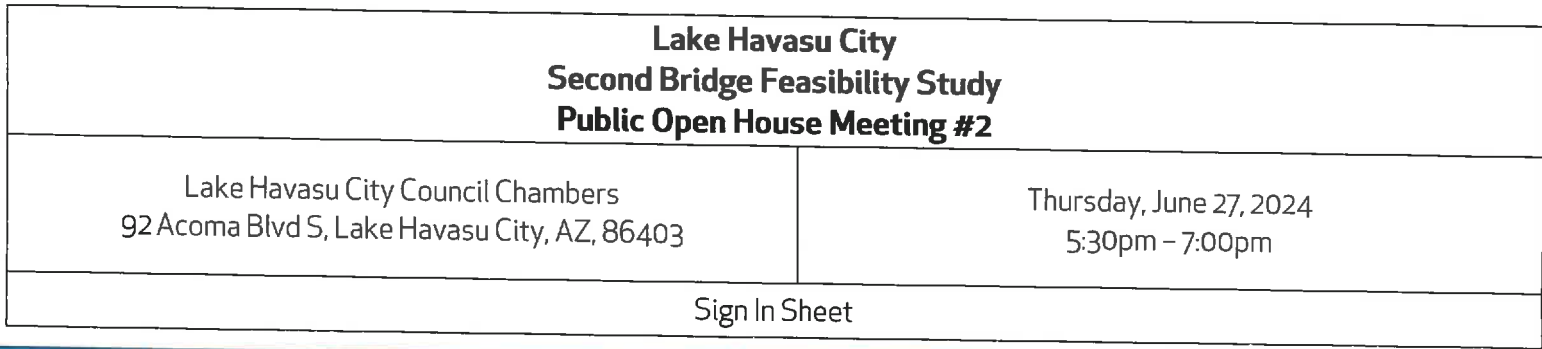 Lake Havasu City
Second Bridge Feasibility Study
Public Open House Meeting #2
Lake Havasu City Council Chambers
92 Acoma Blvd S, Lake Havasu City, AZ, 86403
Thursday, June 27, 2024
5:30pm – 7:00pm
Sign In Sheet